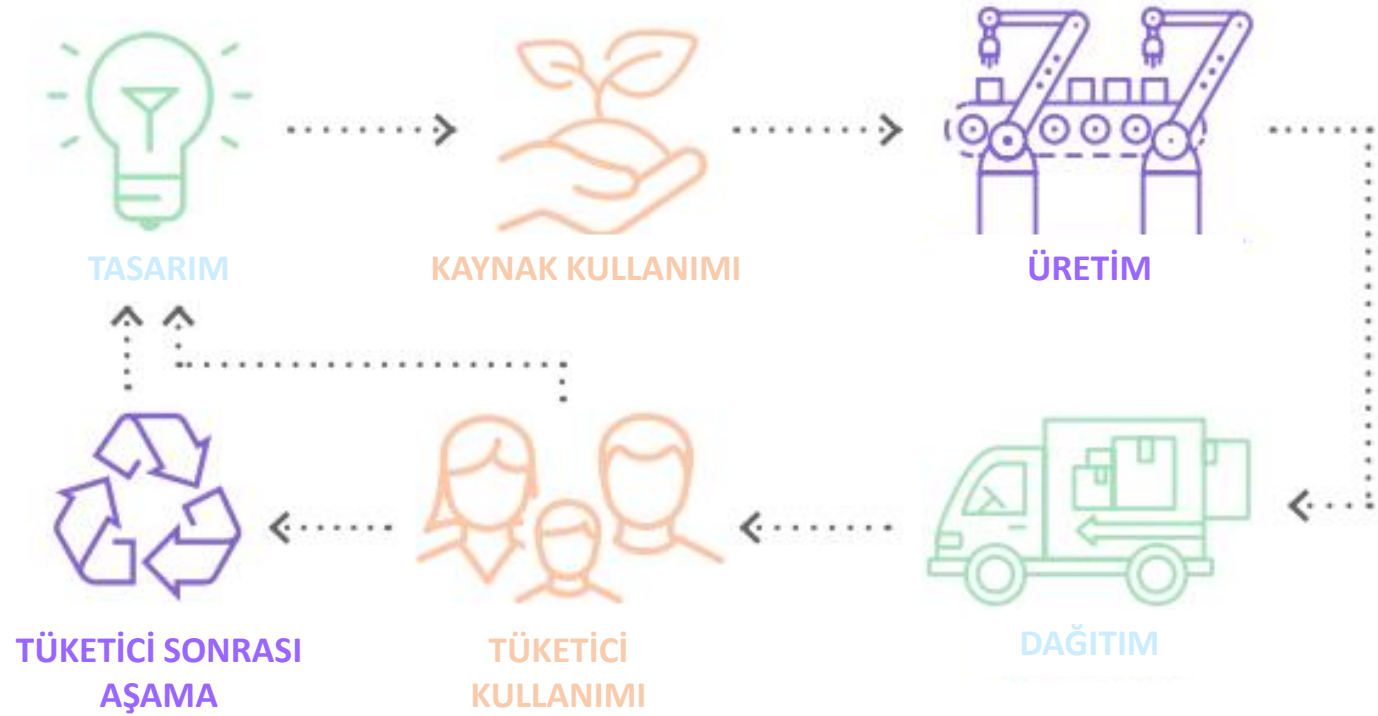 TASARIM
KAYNAK KULLANIMI
ÜRETİM
TÜKETİCİ SONRASI
AŞAMA
TÜKETİCİ
KULLANIMI
DAĞITIM